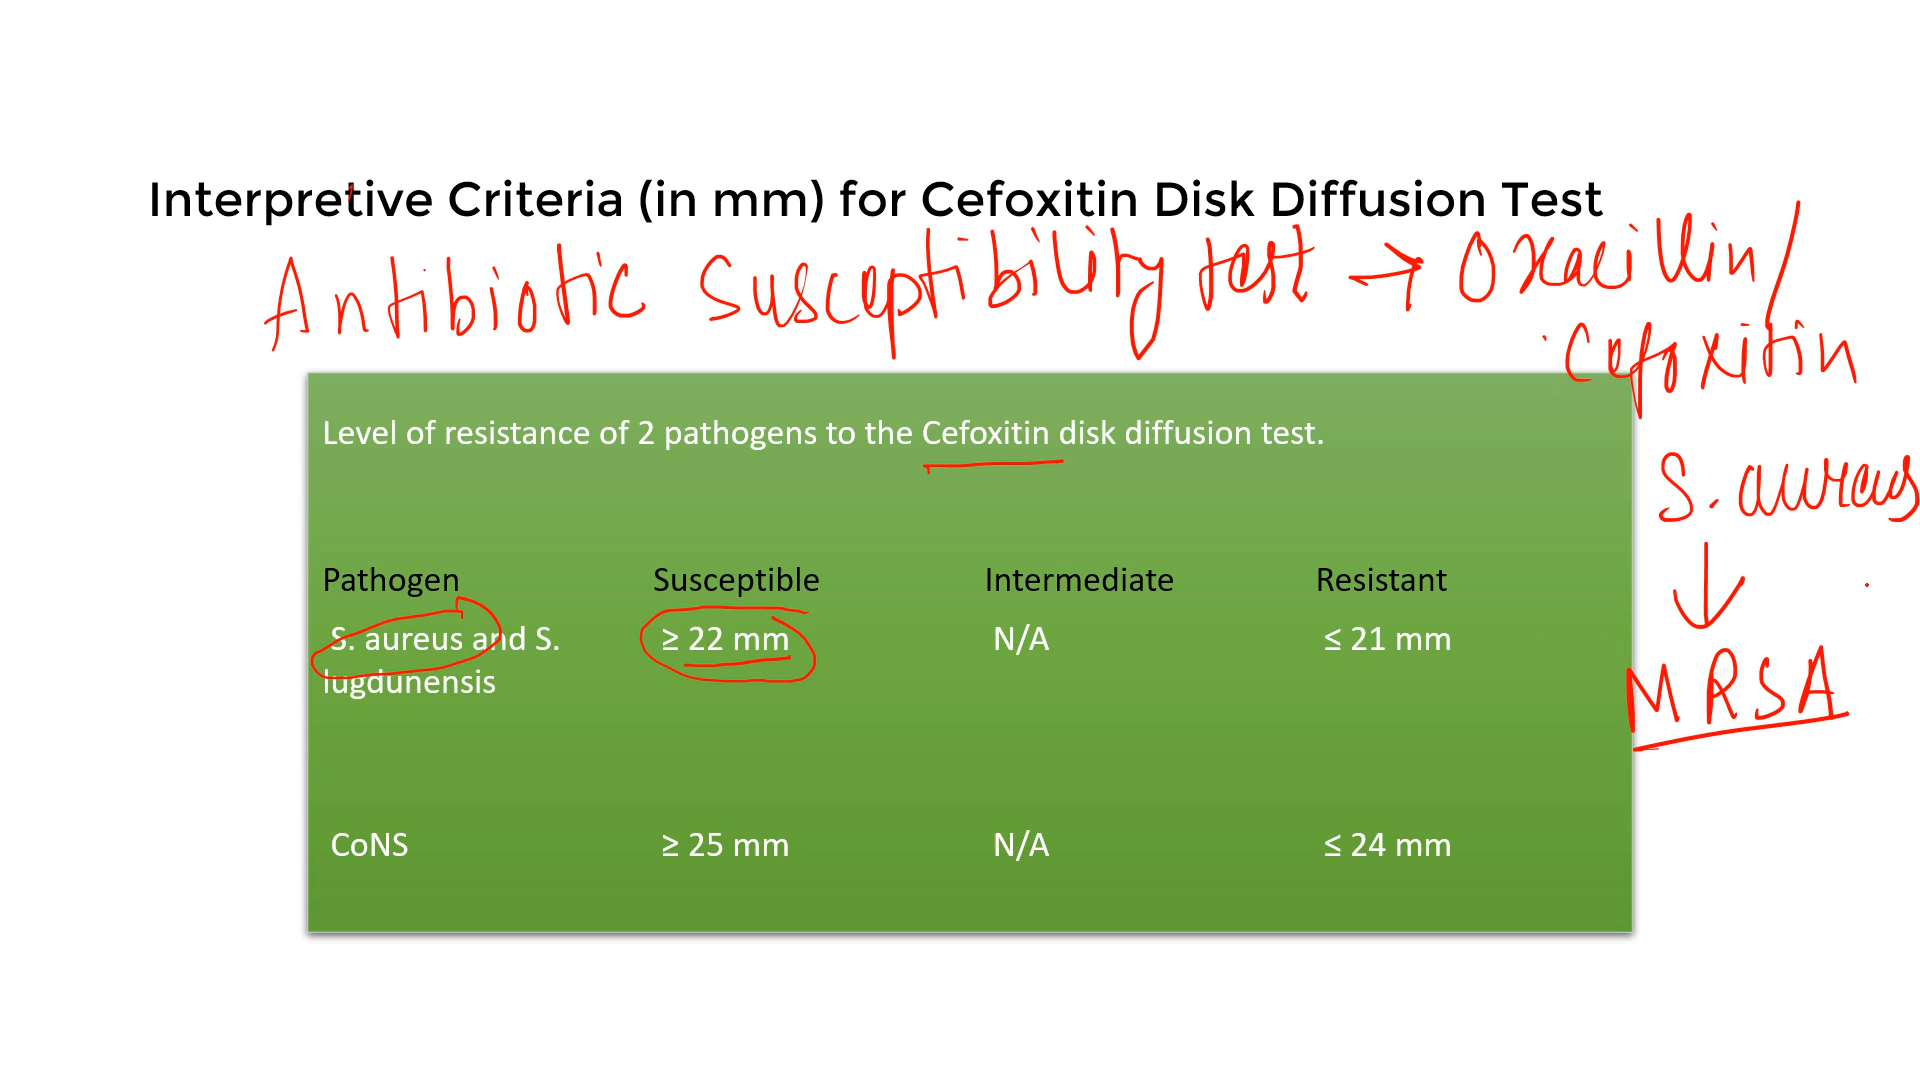 Interpretive Criteria (in mm) for Cefoxitin Disk Diffusion Test
Antibiotic Susceptibility test → Oxacillin/
Cefoxitin
Level of resistance of 2 pathogens to the Cefoxitin disk diffusion test.
S. aureus
↓
MRSA
Pathogen Susceptible Intermediate Resistant
S. aureus and S. ≥ 22 mm N/A ≤ 21 mm
lugdunensis
CoNS ≥ 25 mm N/A ≤ 24 mm